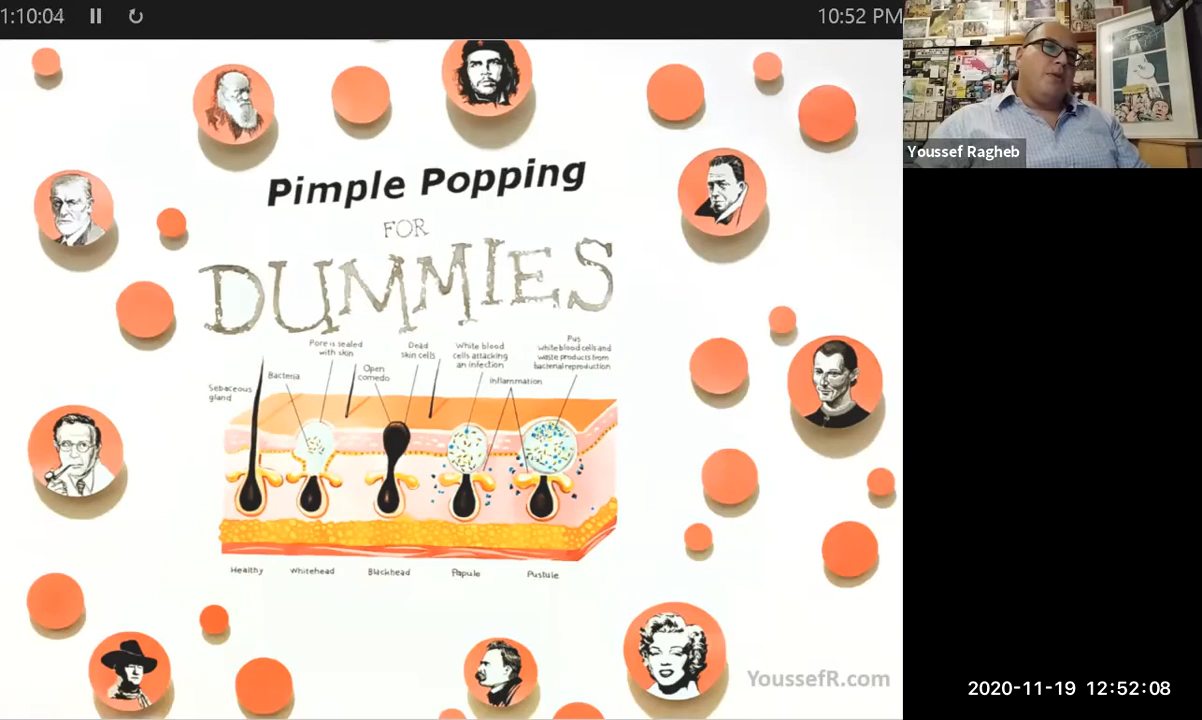 1:10:04
10:52 PM
Youssef Ragheb
Pimple Popping
FOR
DUMMIES
Pore is sealed
with skin
Dead
skin cells
White blood
cells attacking
an infection
Pus
white blood cells and
waste products from
bacterial reproduction
Sebaceous
gland
Bacteria
Open
comedo
Inflammation
Healthy
Whitehead
Blackhead
Papule
Pustule
YoussefR.com
2020-11-19 12:52:08